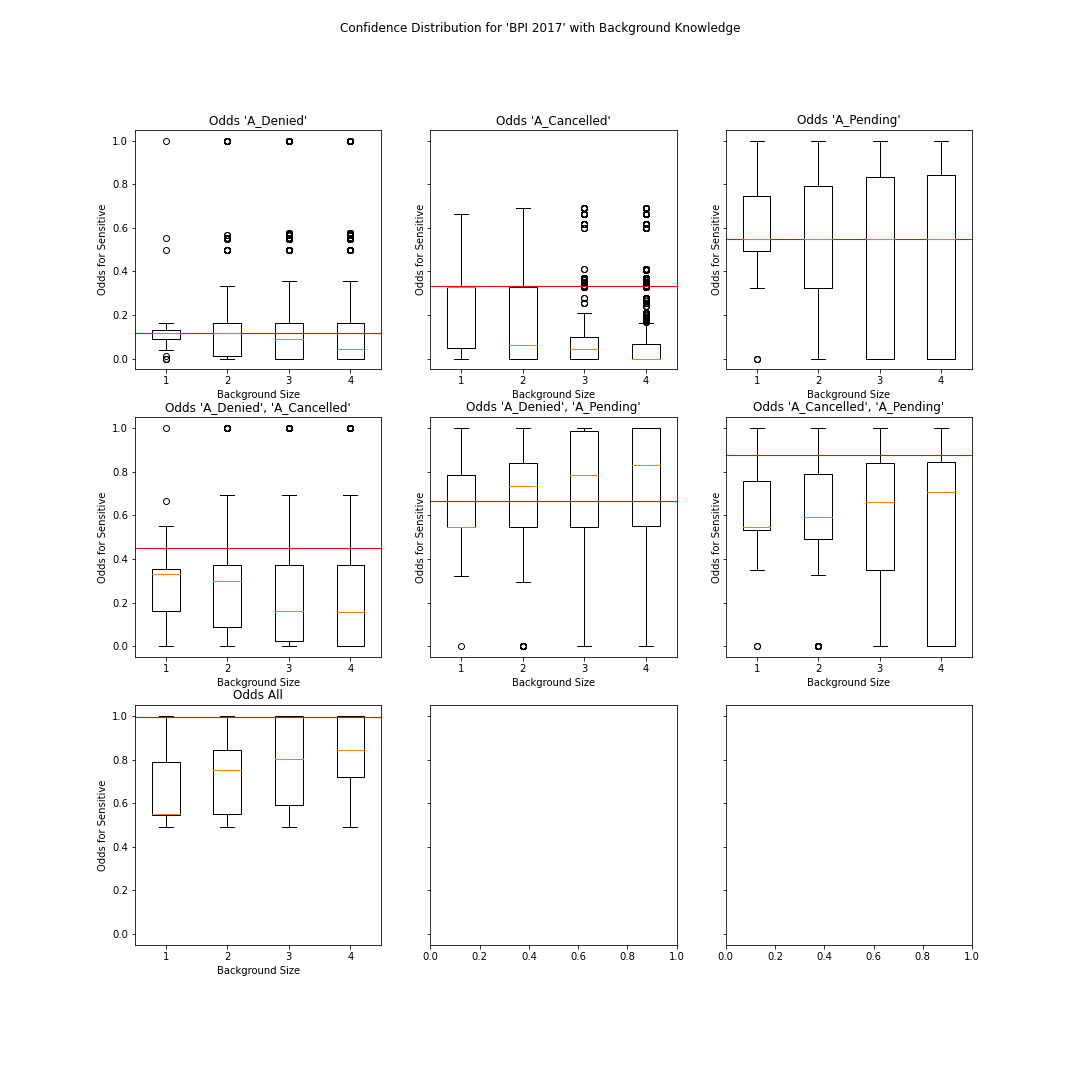 Confidence Distribution for 'BPI 2017' with Background Knowledge
Odds 'A_Denied'
Odds 'A_Cancelled'
Odds 'A_Pending'
Odds for Sensitive
1.0
0.8
0.6
0.4
0.2
0.0
1 2 3 4
Background Size
Odds for Sensitive
1 2 3 4
Background Size
Odds for Sensitive
1 2 3 4
Background Size
Odds 'A_Denied', 'A_Cancelled'
Odds 'A_Denied', 'A_Pending'
Odds 'A_Cancelled', 'A_Pending'
Odds for Sensitive
1.0
0.8
0.6
0.4
0.2
0.0
1 2 3 4
Background Size
Odds for Sensitive
1 2 3 4
Background Size
Odds for Sensitive
1 2 3 4
Background Size
Odds All
Odds for Sensitive
1.0
0.8
0.6
0.4
0.2
0.0
1 2 3 4
Background Size
0.0 0.2 0.4 0.6 0.8 1.0
0.0 0.2 0.4 0.6 0.8 1.0